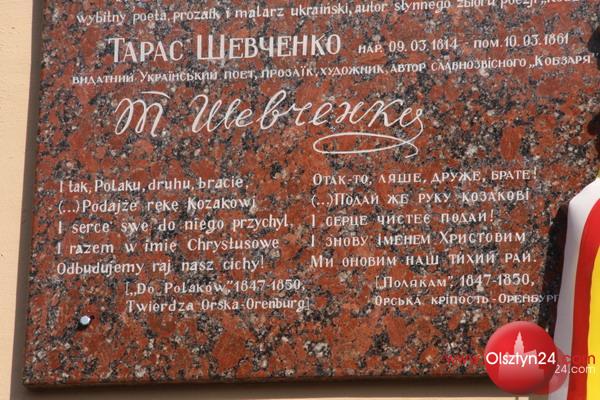 wybitny poeta, prozaik i malarz ukraiński, autor słynnego zbioru poezji
ТАРАС ШЕВЧЕНКО НАР. 09.03.1814 - ПОМ. 10.03.1861
ВИДАТНИЙ УКРАЇНСЬКИЙ ПОЕТ, ПРОЗАЇК, ХУДОЖНИК, АВТОР СЛАВНОЗВІСНОГО „КОБЗАРЯ
Т. Шевченко
I tak, Polaku, druhu, bracie,
(...) Podajże rękę Kozakowi
I serce swe do niego przychyl,
I razem w imię Chrystusowe
Odbudujemy raj nasz cichy!
[„Do Polaków,” 1847-1850,
Twierdza Orska-Orenburg]
ОТАК-ТО, ЛЯШЕ, ДРУЖЕ, БРАТЕ!
(...) ПОДАЙ ЖЕ РУКУ КОЗАКОВІ
І СЕРЦЕ ЧИСТЕЄ ПОДАЙ!
І ЗНОВУ ІМЕНЕМ ХРИСТОВИМ
МИ ОНОВИМ НАШ ТИХИЙ РАЙ.
[„ПОЛЯКАМ,” 1847-1850,
ОРСЬКА КРІПОСТЬ-ОРЕНБУРГ
www.Olsztyn24.com
24.com